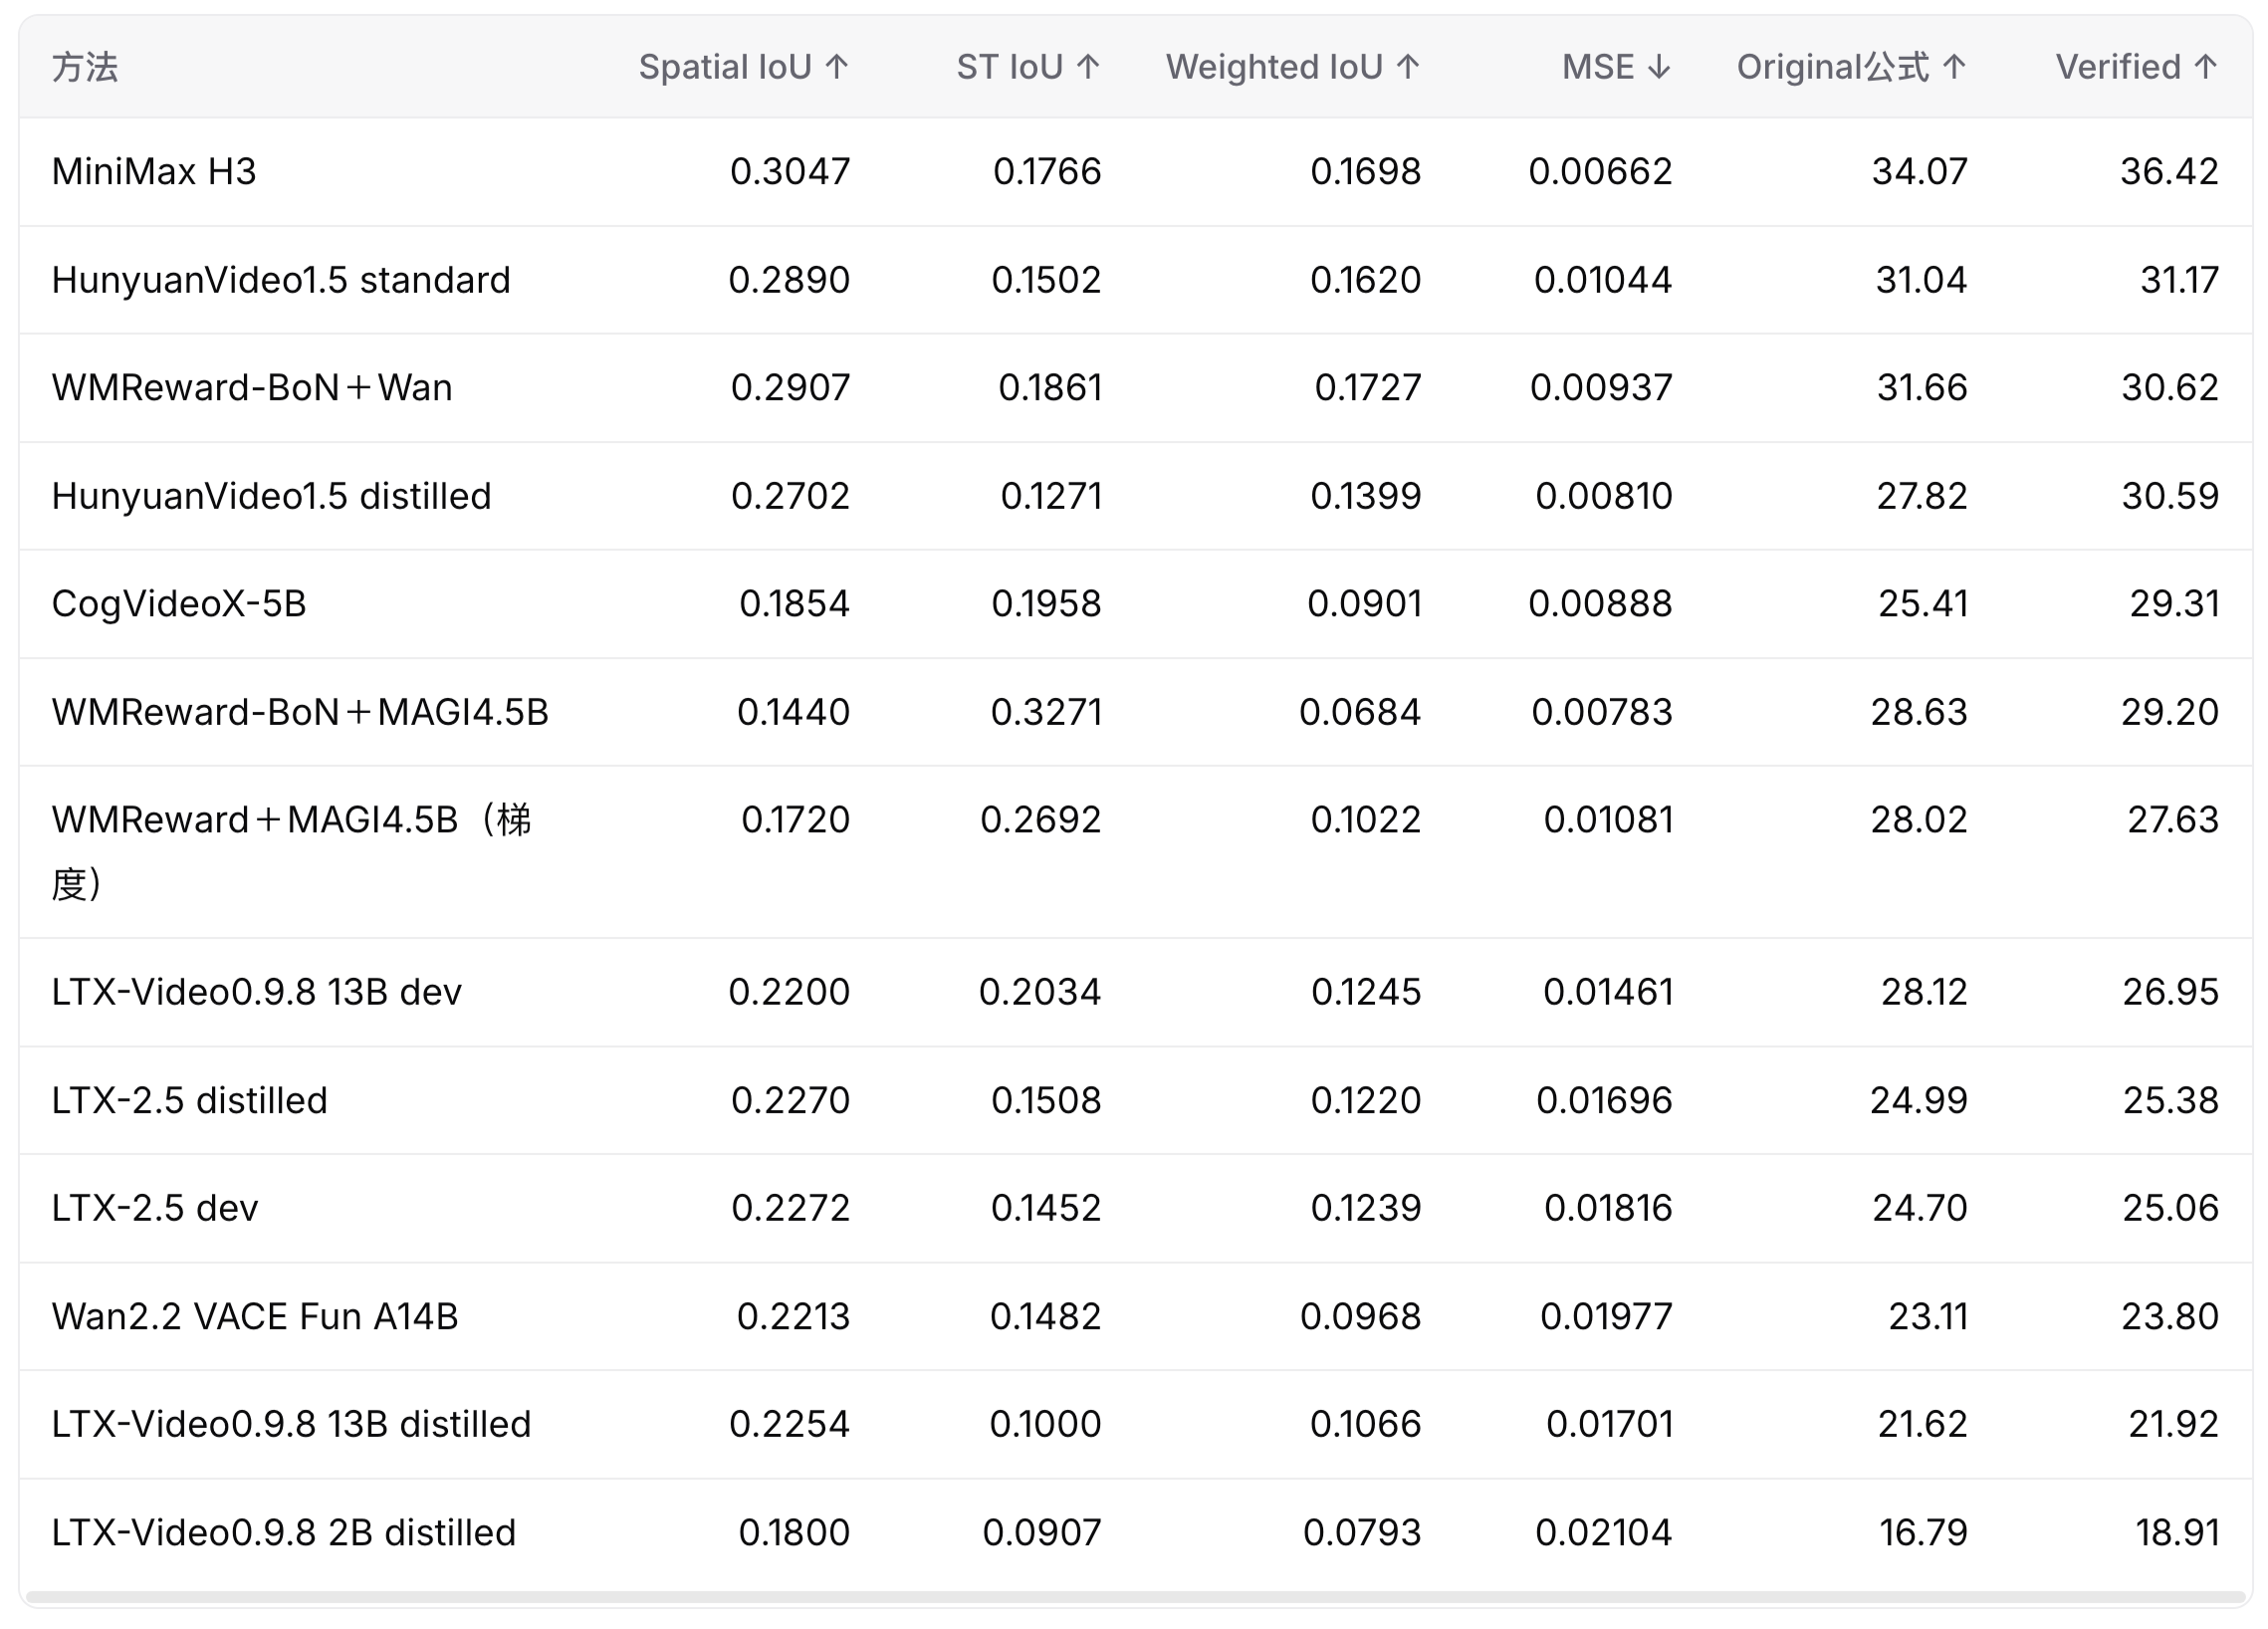 方法 Spatial IoU ↑ ST IoU ↑ Weighted IoU ↑ MSE ↓ Original公式 ↑ Verified ↑
MiniMax H3 0.3047 0.1766 0.1698 0.00662 34.07 36.42
HunyuanVideo1.5 standard 0.2890 0.1502 0.1620 0.01044 31.04 31.17
WMReward-BoN＋Wan 0.2907 0.1861 0.1727 0.00937 31.66 30.62
HunyuanVideo1.5 distilled 0.2702 0.1271 0.1399 0.00810 27.82 30.59
CogVideoX-5B 0.1854 0.1958 0.0901 0.00888 25.41 29.31
WMReward-BoN＋MAGI4.5B 0.1440 0.3271 0.0684 0.00783 28.63 29.20
WMReward＋MAGI4.5B（梯 0.1720 0.2692 0.1022 0.01081 28.02 27.63
度）
LTX-Video0.9.8 13B dev 0.2200 0.2034 0.1245 0.01461 28.12 26.95
LTX-2.5 distilled 0.2270 0.1508 0.1220 0.01696 24.99 25.38
LTX-2.5 dev 0.2272 0.1452 0.1239 0.01816 24.70 25.06
Wan2.2 VACE Fun A14B 0.2213 0.1482 0.0968 0.01977 23.11 23.80
LTX-Video0.9.8 13B distilled 0.2254 0.1000 0.1066 0.01701 21.62 21.92
LTX-Video0.9.8 2B distilled 0.1800 0.0907 0.0793 0.02104 16.79 18.91